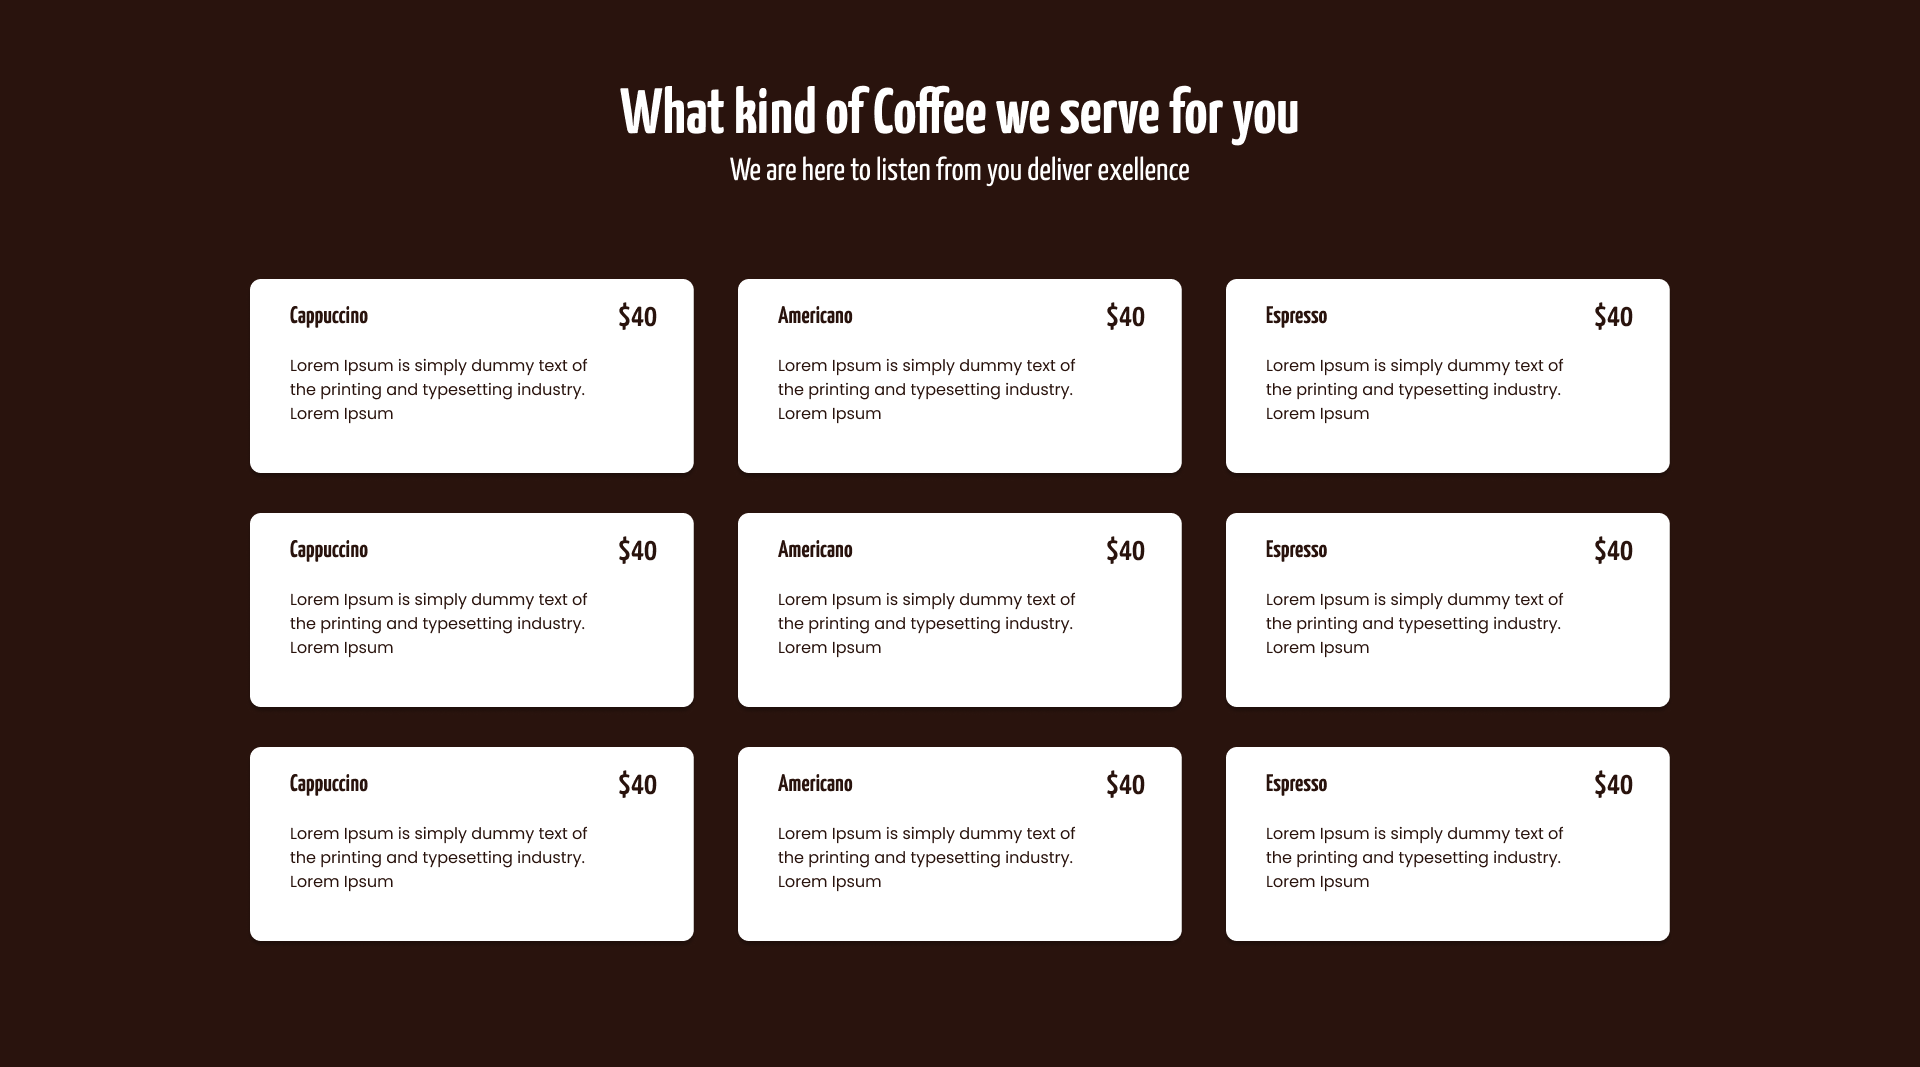 What kind of Coffee we serve for you
We are here to listen from you deliver exellence
Cappuccino
$40
Lorem Ipsum is simply dummy text of
the printing and typesetting industry.
Lorem Ipsum
Americano
$40
Lorem Ipsum is simply dummy text of
the printing and typesetting industry.
Lorem Ipsum
Espresso
$40
Lorem Ipsum is simply dummy text of
the printing and typesetting industry.
Lorem Ipsum
Cappuccino
$40
Lorem Ipsum is simply dummy text of
the printing and typesetting industry.
Lorem Ipsum
Americano
$40
Lorem Ipsum is simply dummy text of
the printing and typesetting industry.
Lorem Ipsum
Espresso
$40
Lorem Ipsum is simply dummy text of
the printing and typesetting industry.
Lorem Ipsum
Cappuccino
$40
Lorem Ipsum is simply dummy text of
the printing and typesetting industry.
Lorem Ipsum
Americano
$40
Lorem Ipsum is simply dummy text of
the printing and typesetting industry.
Lorem Ipsum
Espresso
$40
Lorem Ipsum is simply dummy text of
the printing and typesetting industry.
Lorem Ipsum